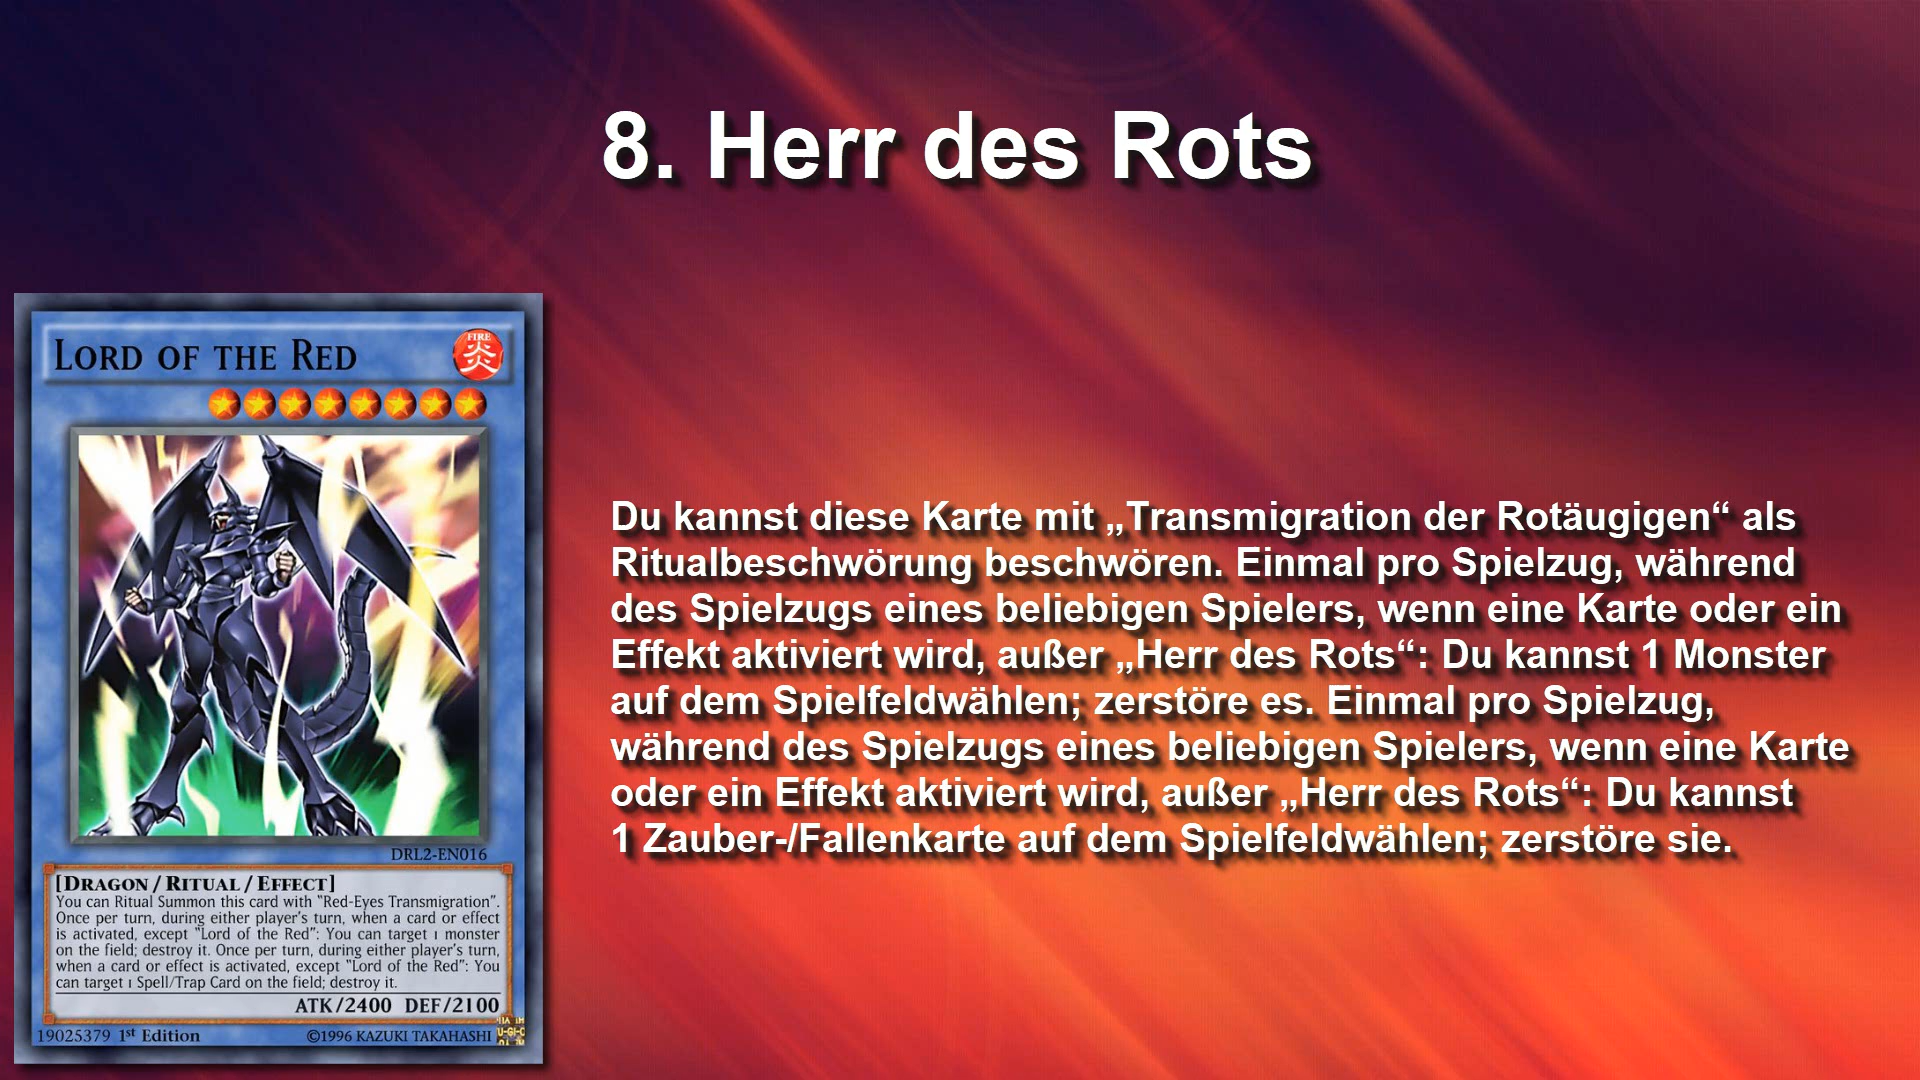 8. Herr des Rots
LORD OF THE RED
FIRE
炎
DRL2-EN016
[DRAGON / RITUAL / EFFECT]
You can Ritual Summon this card with "Red-Eyes Transmigration".
Once per turn, during either player's turn, when a card or effect
is activated, except "Lord of the Red": You can target 1 monster
on the field; destroy it. Once per turn, during either player's turn,
when a card or effect is activated, except "Lord of the Red": You
can target 1 Spell/Trap Card on the field; destroy it.
ATK/2400 DEF/2100
19025379 1st Edition ©1996 KAZUKI TAKAHASHI
Du kannst diese Karte mit „Transmigration der Rotäugigen“ als
Ritualbeschwörung beschwören. Einmal pro Spielzug, während
des Spielzugs eines beliebigen Spielers, wenn eine Karte oder ein
Effekt aktiviert wird, außer „Herr des Rots“: Du kannst 1 Monster
auf dem Spielfeldwählen; zerstöre es. Einmal pro Spielzug,
während des Spielzugs eines beliebigen Spielers, wenn eine Karte
oder ein Effekt aktiviert wird, außer „Herr des Rots“: Du kannst
1 Zauber-/Fallenkarte auf dem Spielfeldwählen; zerstöre sie.